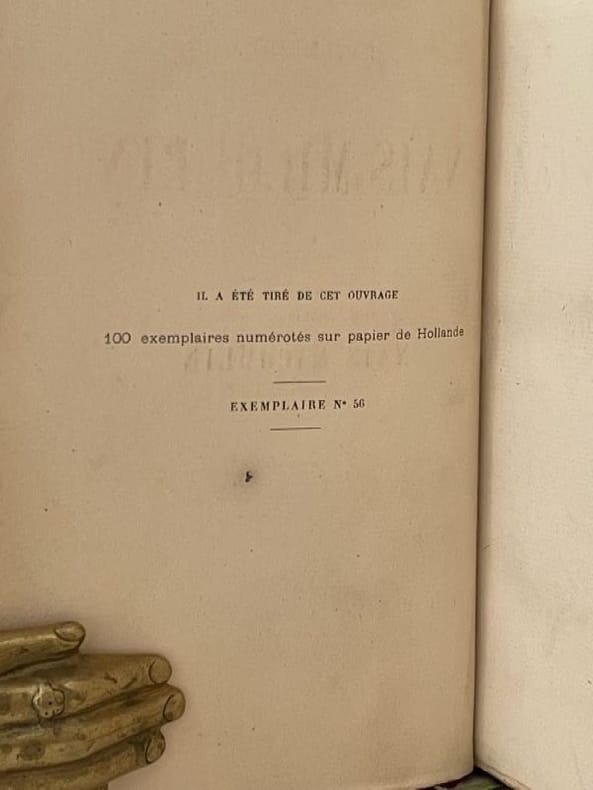 IL A ÉTÉ TIRÉ DE CET OUVRAGE
100 exemplaires numérotés sur papier de Hollande
EXEMPLAIRE N° 56